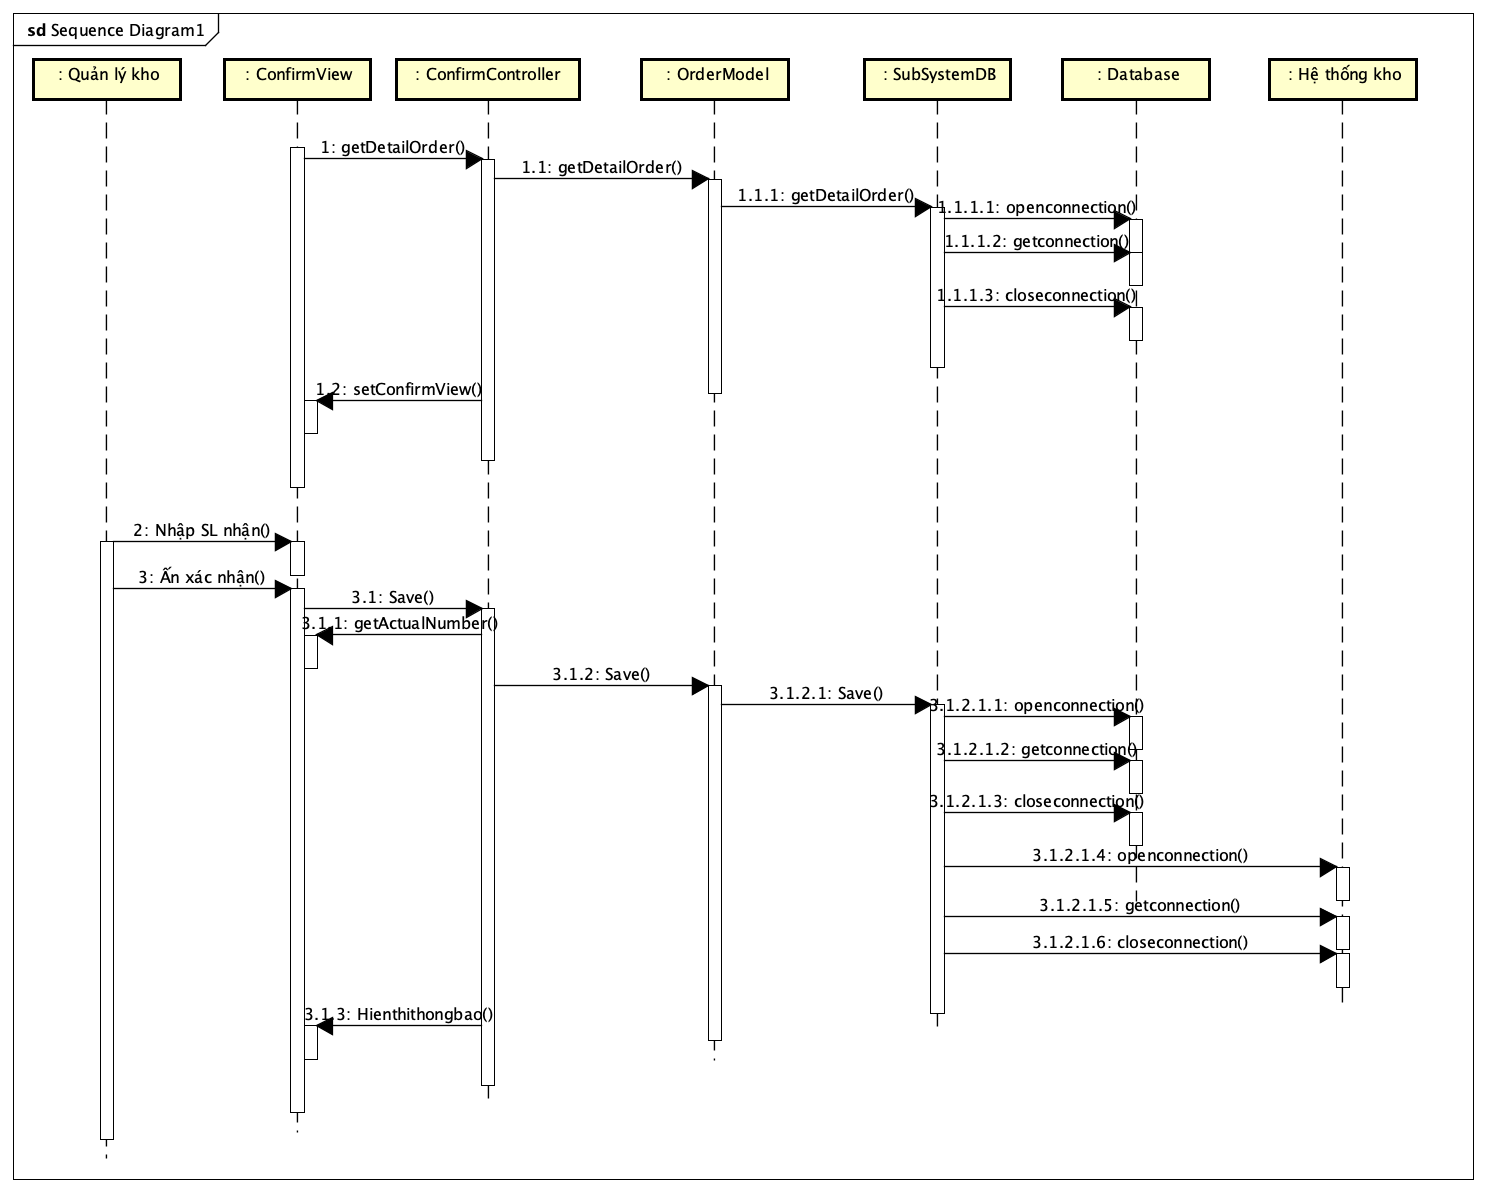 sd Sequence Diagram1
: Quản lý kho
: ConfirmView
: ConfirmController
: OrderModel
: SubSystemDB
: Database
: Hệ thống kho
1: getDetailOrder()
1.1: getDetailOrder()
1.1.1: getDetailOrder()
1.1.1.1: openconnection()
1.1.1.2: getconnection()
1.1.1.3: closeconnection()
1.2: setConfirmView()
2: Nhập SL nhận()
3: Ấn xác nhận()
3.1: Save()
3.1.1: getActualNumber()
3.1.2: Save()
3.1.2.1: Save()
3.1.2.1.1: openconnection()
3.1.2.1.2: getconnection()
3.1.2.1.3: closeconnection()
3.1.2.1.4: openconnection()
3.1.2.1.5: getconnection()
3.1.2.1.6: closeconnection()
3.1.3: Hienthithongbao()